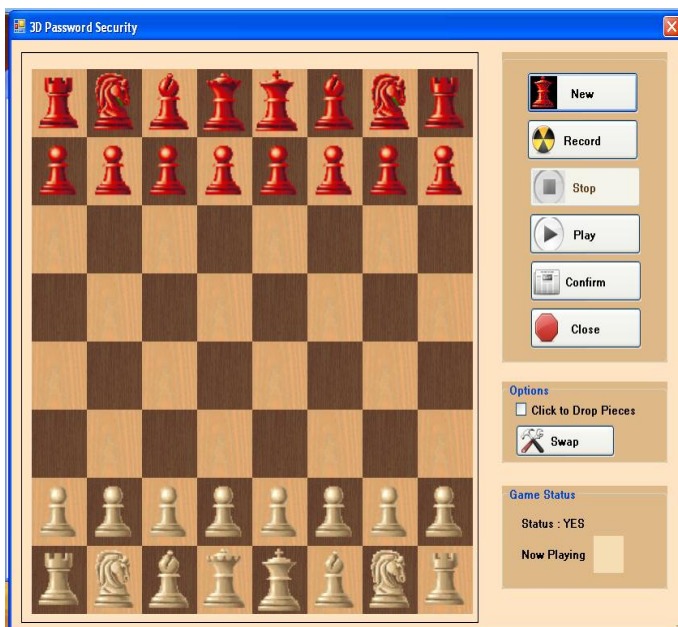 3D Password Security
New
Record
Stop
Play
Confirm
Close
Options
Click to Drop Pieces
Swap
Game Status
Status : YES
Now Playing